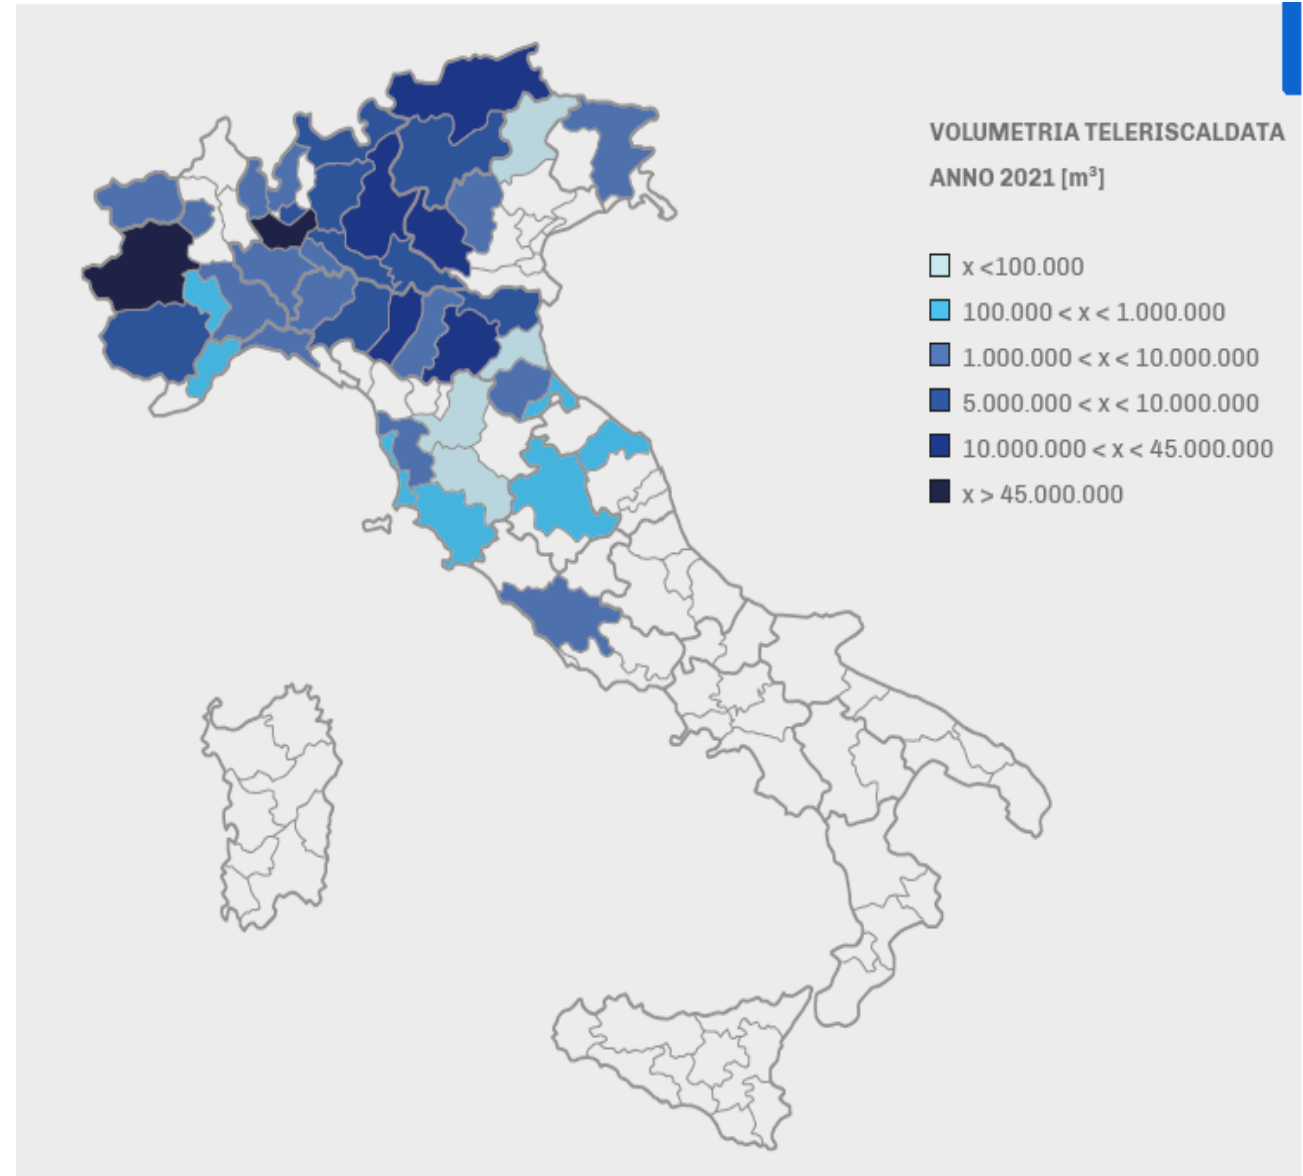 VOLUMETRIA TELERISCALDATA
ANNO 2021 [m³]
x <100.000
100.000 < x < 1.000.000
1.000.000 < x < 10.000.000
5.000.000 < x < 10.000.000
10.000.000 < x < 45.000.000
x > 45.000.000